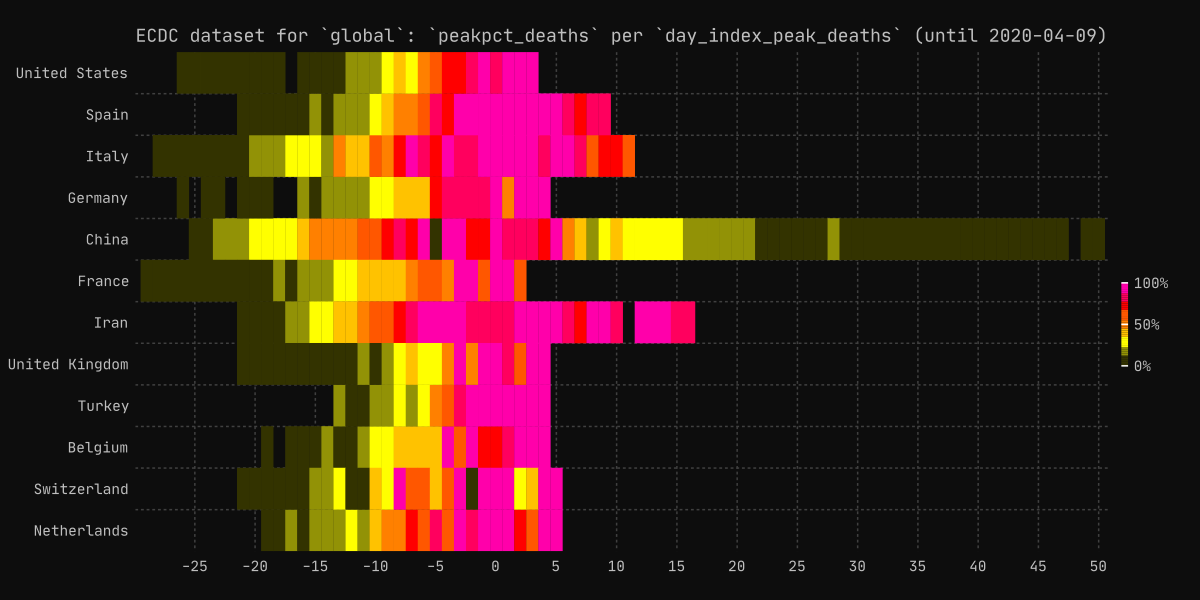 ECDC dataset for `global`: `peakpct_deaths` per `day_index_peak_deaths` (until 2020-04-09)
United States
Spain
Italy
Germany
China
France
Iran
United Kingdom
Turkey
Belgium
Switzerland
Netherlands
100%
50%
0%
-25 -20 -15 -10 -5 0 5 10 15 20 25 30 35 40 45 50